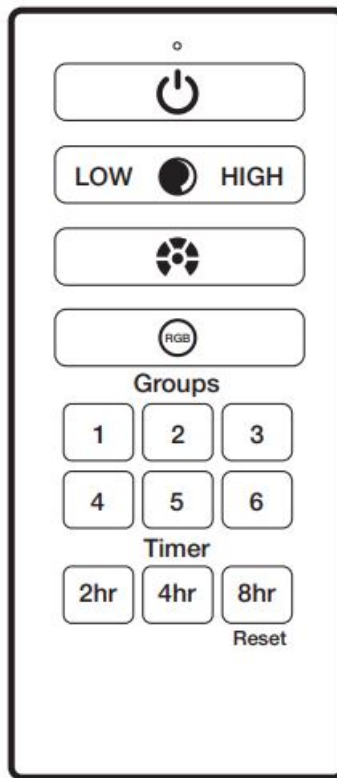 LOW HIGH
RGB
Groups
1 2 3
4 5 6
Timer
2hr 4hr 8hr
Reset